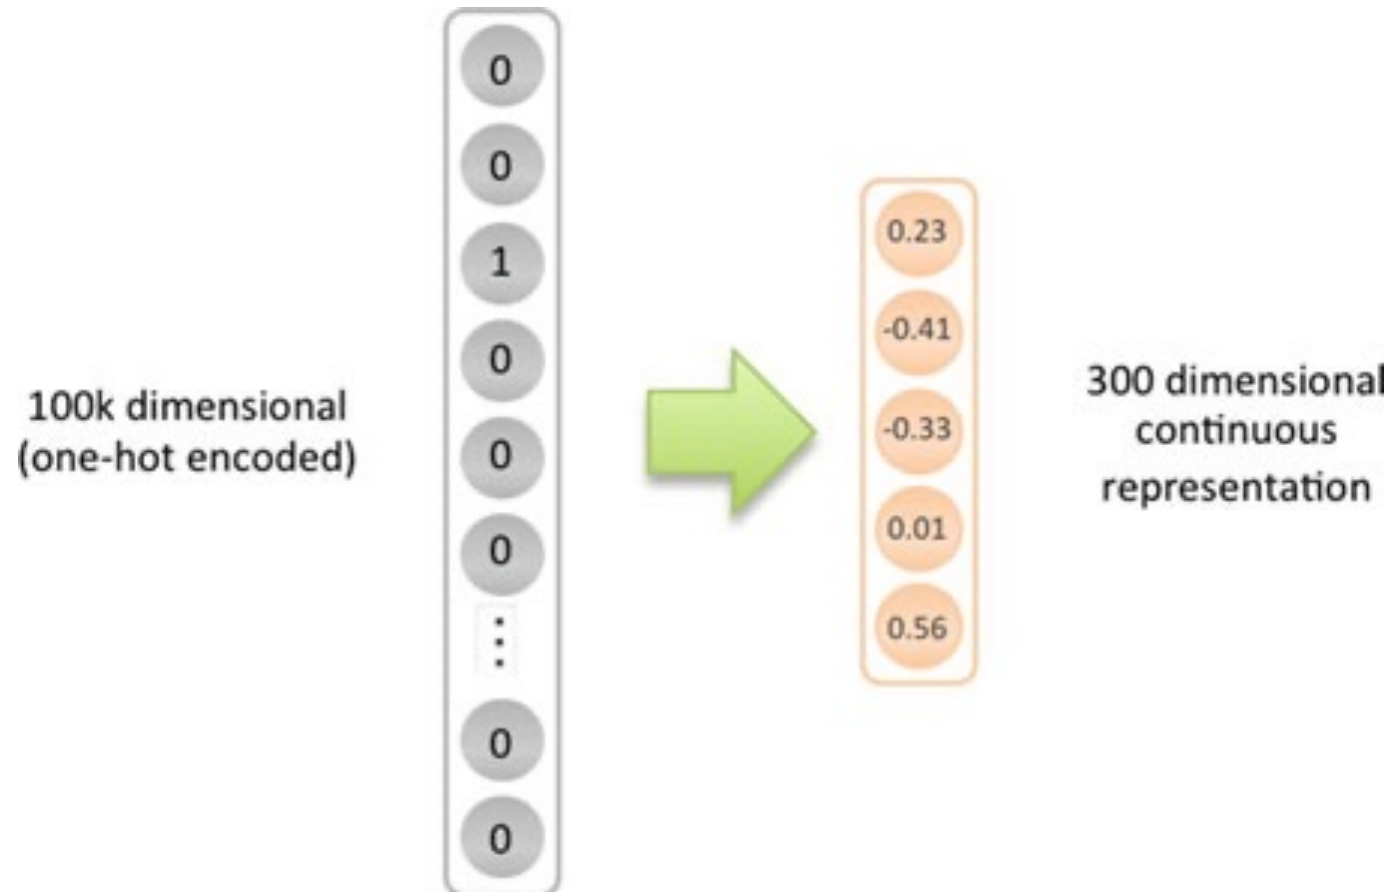 100k dimensional
(one-hot encoded)
0
0
1
0
0
0
...
0
0
0.23
-0.41
-0.33
0.01
0.56
300 dimensional
continuous
representation